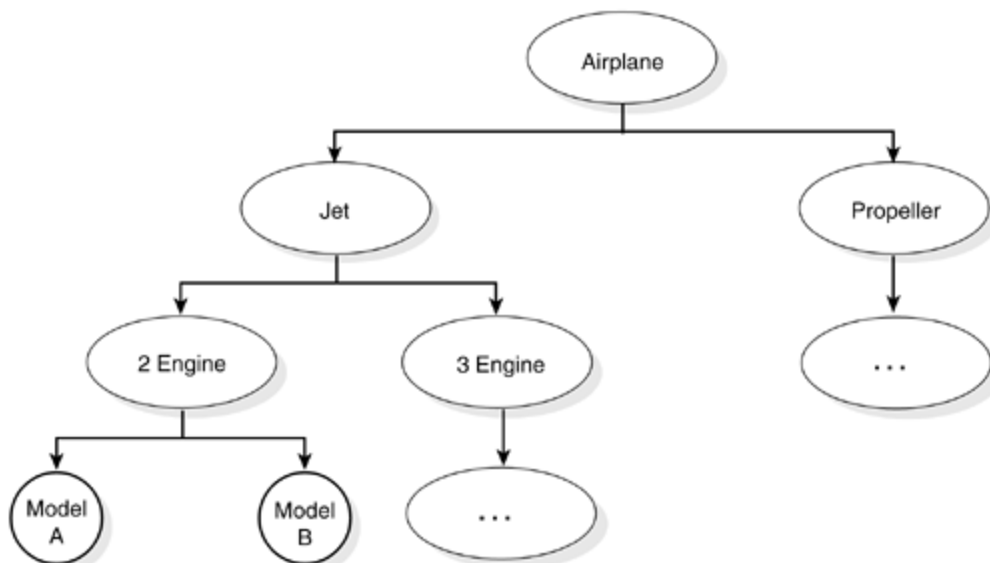 Airplane
Jet
Propeller
2 Engine
3 Engine
...
Model
A
Model
B
...